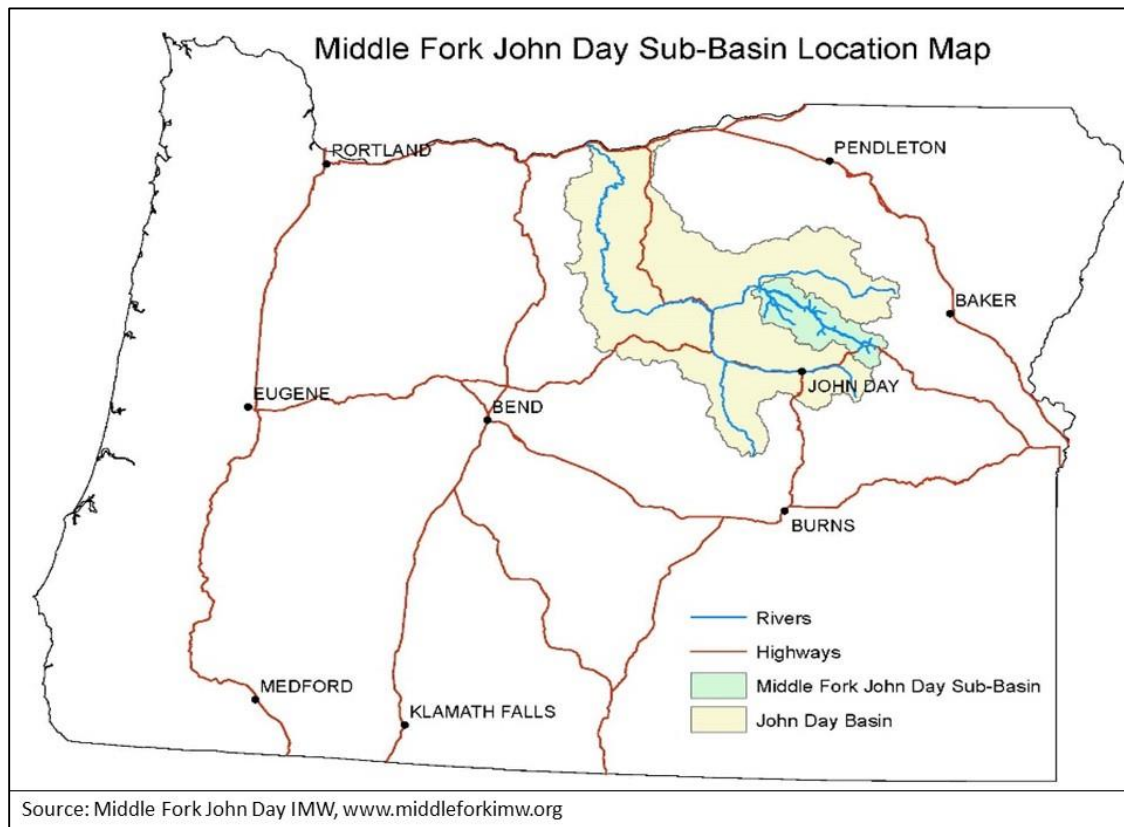 Middle Fork John Day Sub-Basin Location Map
PORTLAND
PENDLETON
BAKER
JOHN DAY
EUGENE
BEND
BURNS
Rivers
Highways
Middle Fork John Day Sub-Basin
John Day Basin
MEDFORD
KLAMATH FALLS
Source: Middle Fork John Day IMW, www.middleforkimw.org